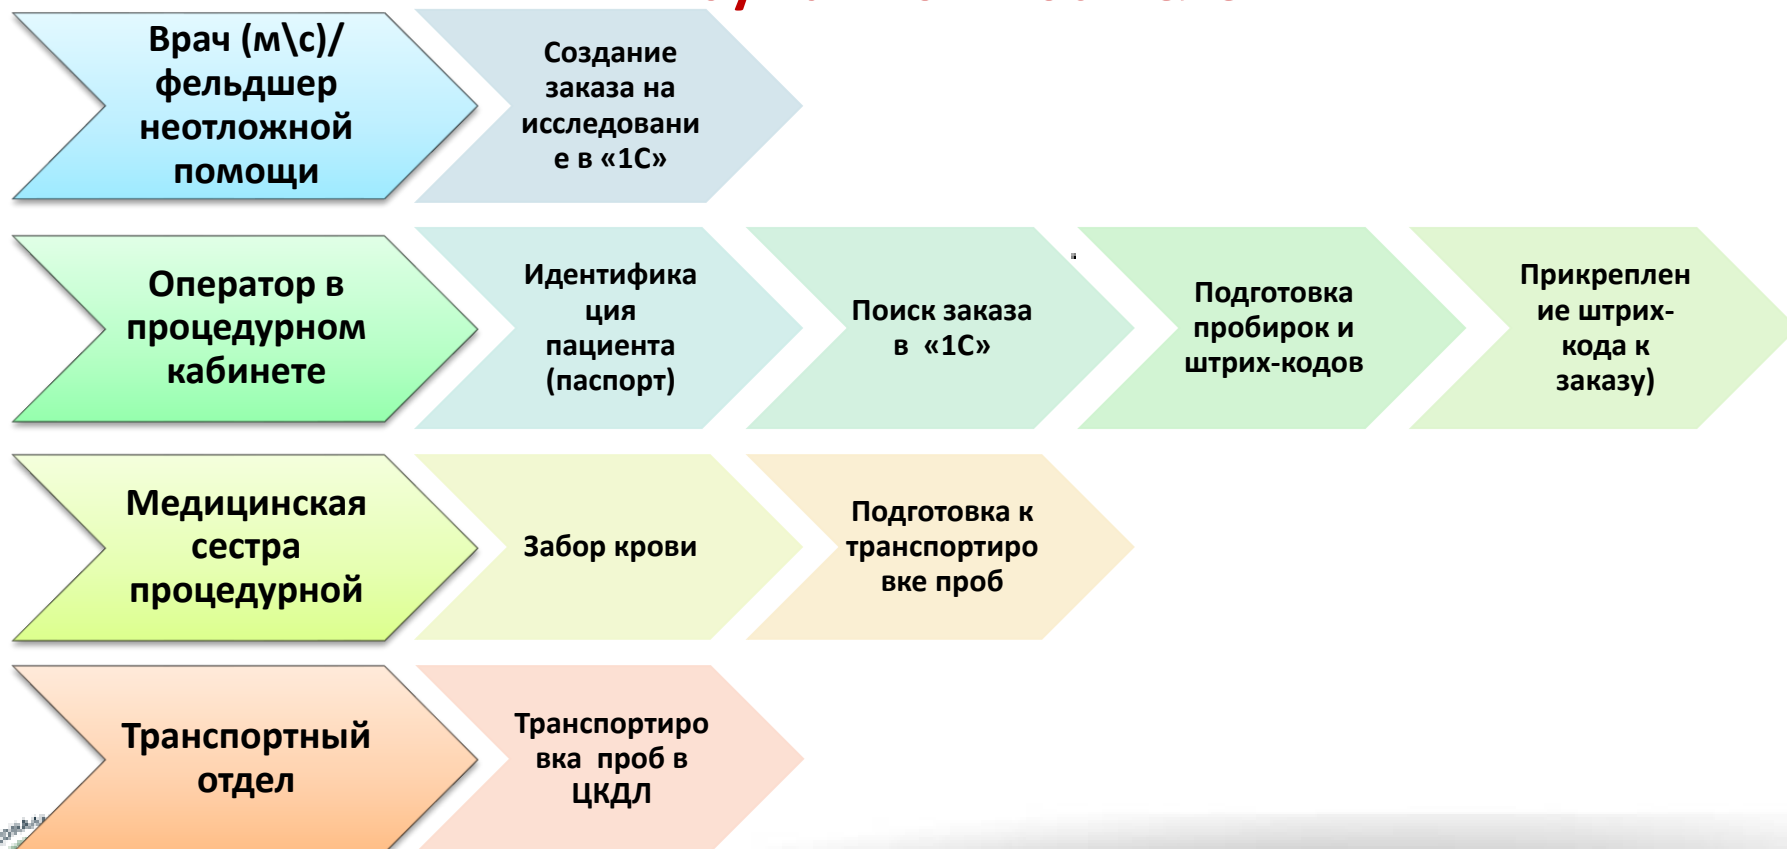 Врач (м\с)/
фельдшер
неотложной
помощи
Создание
заказа на
исследовани
е в «1С»
Оператор в
процедурном
кабинете
Идентифика
ция
пациента
(паспорт)
Поиск заказа
в «1С»
Подготовка
пробирок и
штрих-кодов
Прикреплен
ие штрих-
кода к
заказу)
Медицинская
сестра
процедурной
Забор крови
Подготовка к
транспортиро
вке проб
Транспортный
отдел
Транспортиро
вка проб в
ЦКДЛ